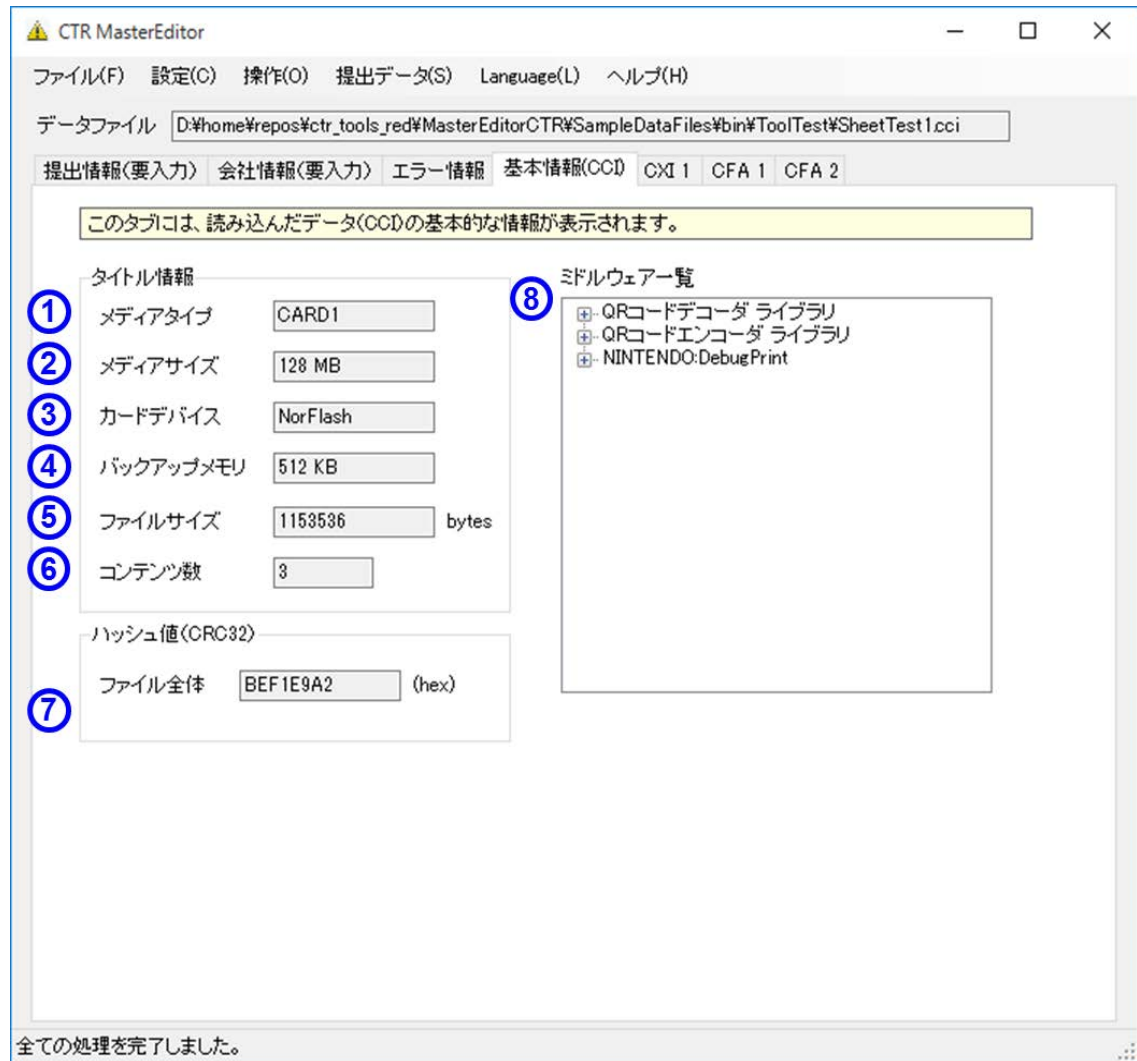 CTR MasterEditor
ファイル(F) 設定(C) 操作(O) 提出データ(S) Language(L) ヘルプ(H)
データファイル D:¥home¥repos¥ctr_tools_red¥MasterEditorCTR¥SampleDataFiles¥bin¥ToolTest¥SheetTest1.cci
提出情報(要入力) 会社情報(要入力) エラー情報 基本情報(CCI) CXI 1 CFA 1 CFA 2
このタブには、読み込んだデータ(CCI)の基本的な情報が表示されます。
タイトル情報
① メディアタイプ CARD1
② メディアサイズ 128 MB
③ カードデバイス NorFlash
④ バックアップメモリ 512 KB
⑤ ファイルサイズ 1153536 bytes
⑥ コンテンツ数 3
ハッシュ値(CRC32)
ファイル全体 BEF1E9A2 (hex)
⑦
ミドルウェア一覧
⑧
QRコードデコーダ ライブラリ
QRコードエンコーダ ライブラリ
NINTENDO:DebugPrint
全ての処理を完了しました。